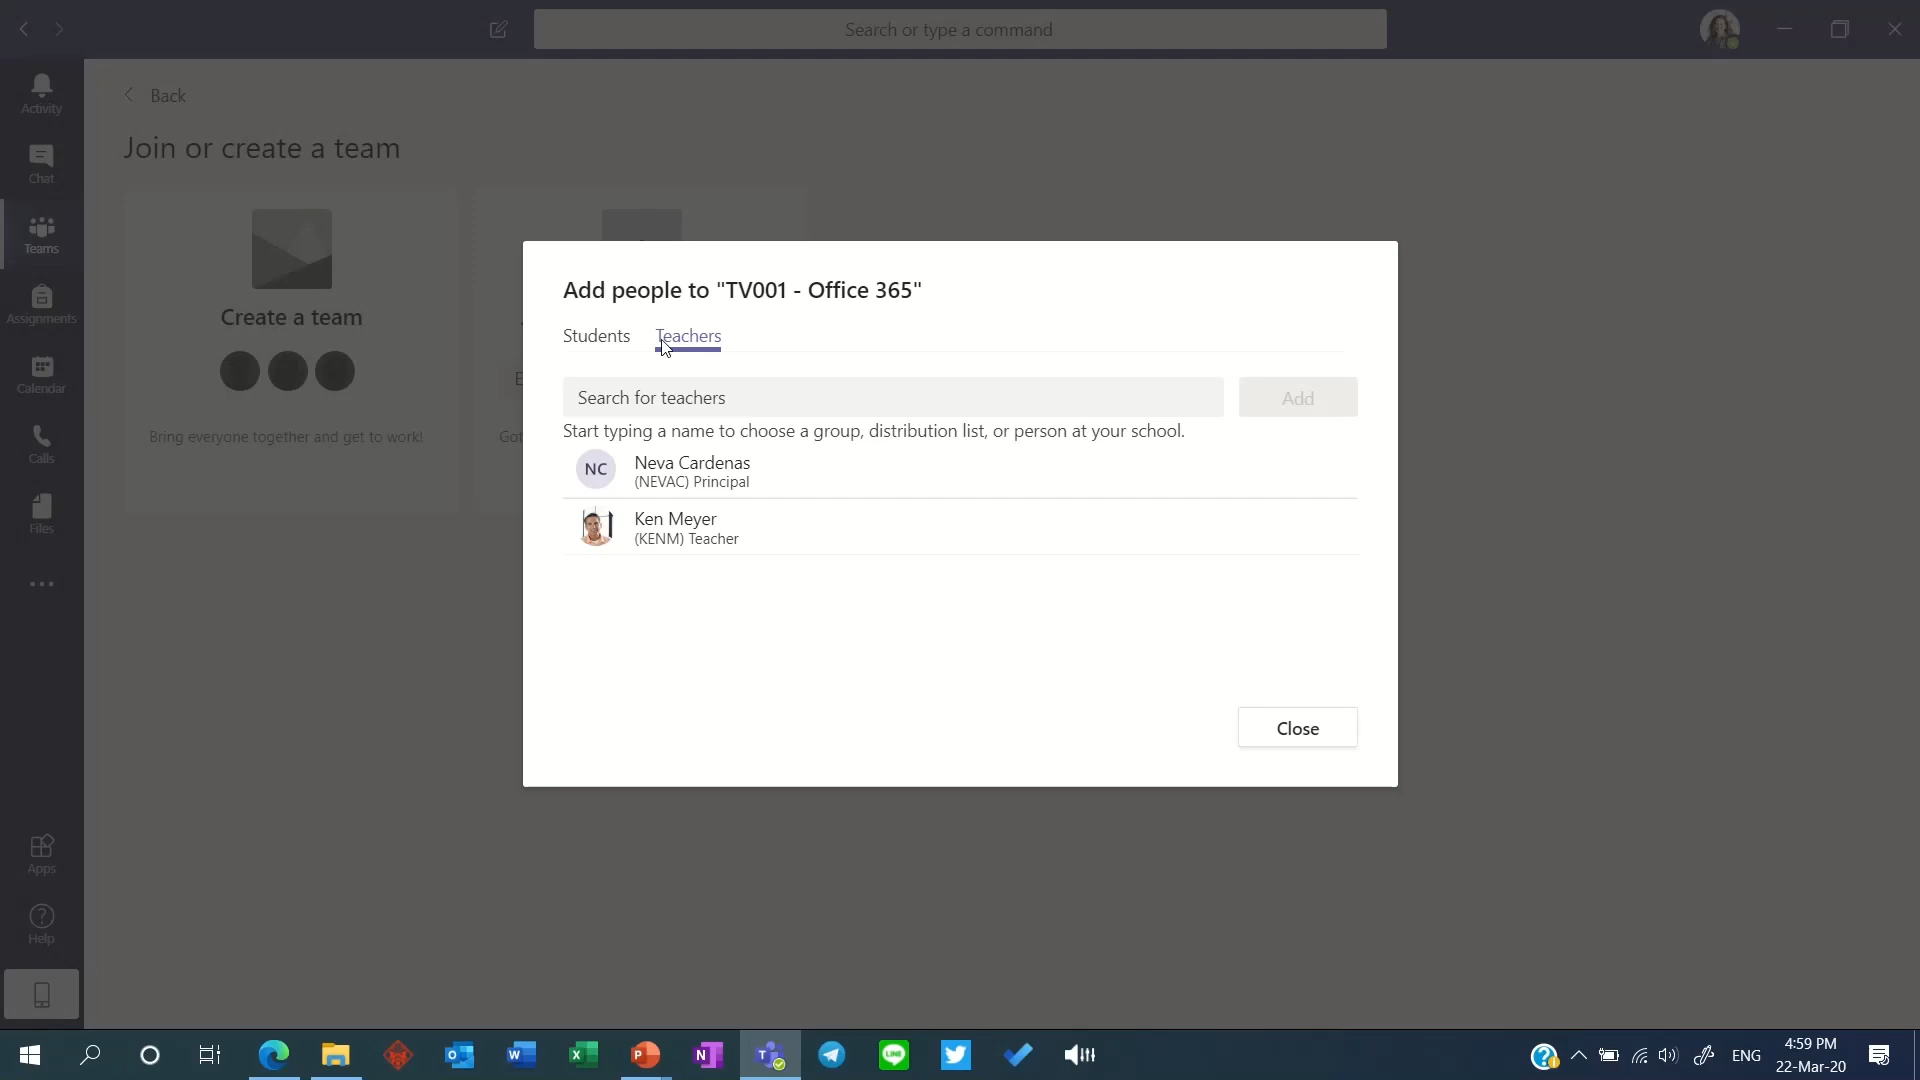 Search or type a command
Activity
Chat
Teams
Assignments
Calendar
Calls
Files
Apps
Help
Back
Join or create a team
Create a team
Bring everyone together and get to work!
Got
Add people to "TV001 - Office 365"
Students Teachers
Search for teachers Add
Start typing a name to choose a group, distribution list, or person at your school.
NC Neva Cardenas
(NEVAC) Principal
Ken Meyer
(KENM) Teacher
Close
ENG
4:59 PM
22-Mar-20